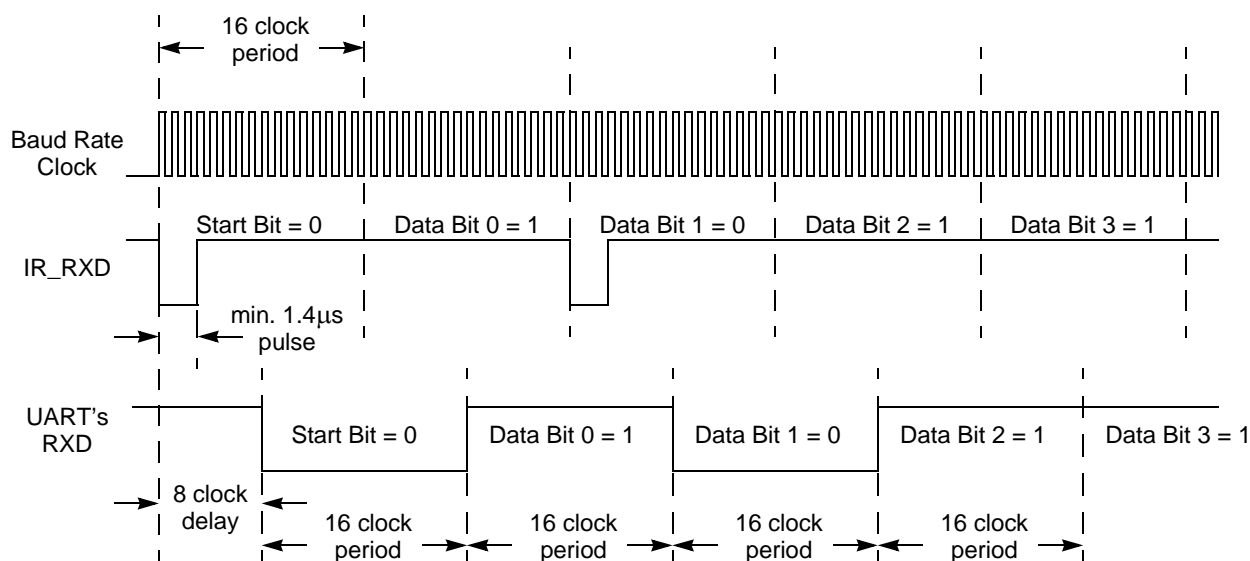 16 clock
period
Baud Rate
Clock
Start Bit = 0
Data Bit 0 = 1
Data Bit 1 = 0
Data Bit 2 = 1
Data Bit 3 = 1
IR_RXD
min. 1.4μs
pulse
UART's
RXD
Start Bit = 0
Data Bit 0 = 1
Data Bit 1 = 0
Data Bit 2 = 1
Data Bit 3 = 1
8 clock
delay
16 clock
period
16 clock
period
16 clock
period
16 clock
period